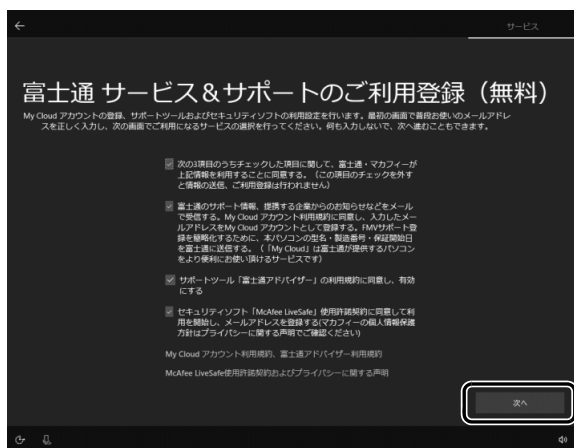 サービス
富士通 サービス＆サポートのご利用登録（無料）
My Cloud アカウントの登録、サポートツールおよびセキュリティソフトの利用設定を行います。最初の画面で普段お使いのメールアドレ
スを正しく入力し、次の画面でご利用になるサービスの選択を行ってください。何も入力しないで、次へ進むこともできます。
次の3項目のうちチェックした項目に関して、富士通・マカフィーが
上記情報を利用することに同意する。（この項目のチェックを外す
と情報の送信、ご利用登録は行われません）
富士通のサポート情報、提携する企業からのお知らせなどをメール
で受信する。My Cloud アカウント利用規約に同意し、入力したメー
ルアドレスをMy Cloud アカウントとして登録する。FMVサポート登
録を簡略化するために、本パソコンの型名・製造番号・保証開始日
を富士通に送信する。（「My Cloud」は富士通が提供するパソコン
をより便利にお使い頂けるサービスです）
サポートツール「富士通アドバイザー」の利用規約に同意し、有効
にする
セキュリティソフト「McAfee LiveSafe」使用許諾契約に同意して利
用を開始し、メールアドレスを登録する(マカフィーの個人情報保護
方針はプライバシーに関する声明でご確認ください)
My Cloud アカウント利用規約、富士通アドバイザー利用規約
McAfee LiveSafe使用許諾契約およびプライバシーに関する声明
次へ